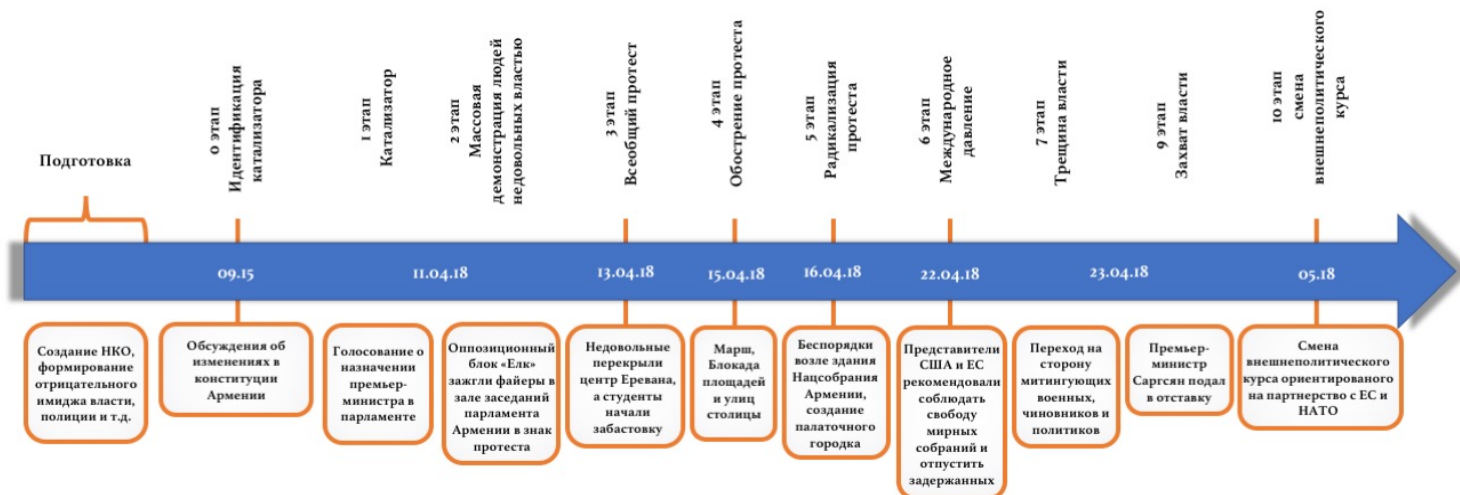 Подготовка
0 этап
Идентификация
катализатора
1 этап
Катализатор
2 этап
Массовая
демонстрация людей
недовольных властью
3 этап
Всеобщий протест
4 этап
Обострение протеста
5 этап
Радикализация
протеста
6 этап
Международное
давление
7 этап
Трещина власти
9 этап
Захват власти
10 этап
смена
внешнеполитического
курса
09.15
11.04.18
13.04.18
15.04.18
16.04.18
22.04.18
23.04.18
05.18
Создание НКО,
формирование
отрицательного
имиджа власти,
полиции и т.д.
Обсуждения об
изменениях в
конституции
Армении
Голосование о
назначении
премьер-
министра в
парламенте
Оппозиционный
блок «Елк»
зажгли файеры в
зале заседаний
парламента
Армении в знак
протеста
Недовольные
перекрыли
центр Еревана,
а студенты
начали
забастовку
Марш,
Блокада
площадей
и улиц
столицы
Беспорядки
возле здания
Нацсобрания
Армении,
создание
палаточного
городка
Представители
США и ЕС
рекомендовали
соблюдать
свободу
мирных
собраний и
отпустить
задержанных
Переход на
сторону
митингующих
военных,
чиновников и
политиков
Премьер-
министр
Саргсян подал
в отставку
Смена
внешнеполитического
курса ориентированого
на партнерство с ЕС и
НАТО